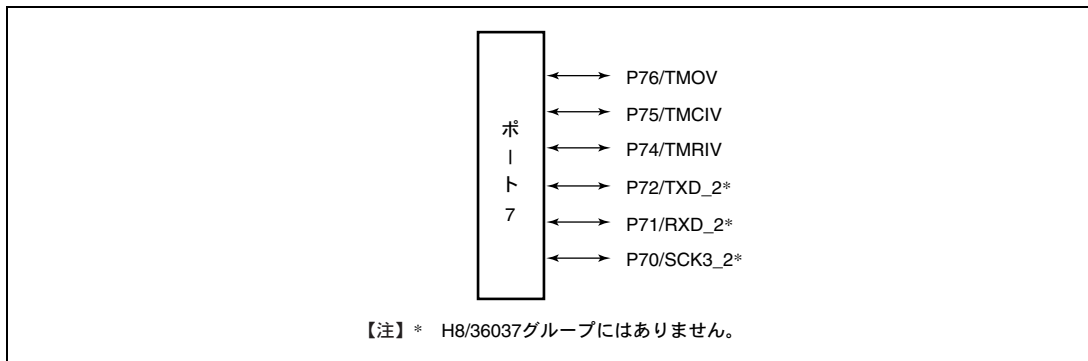 P76/TMOV
P75/TMCIV
P74/TMRIV
P72/TXD_2*
P71/RXD_2*
P70/SCK3_2*
ポート7
【注】* H8/36037グループにはありません。